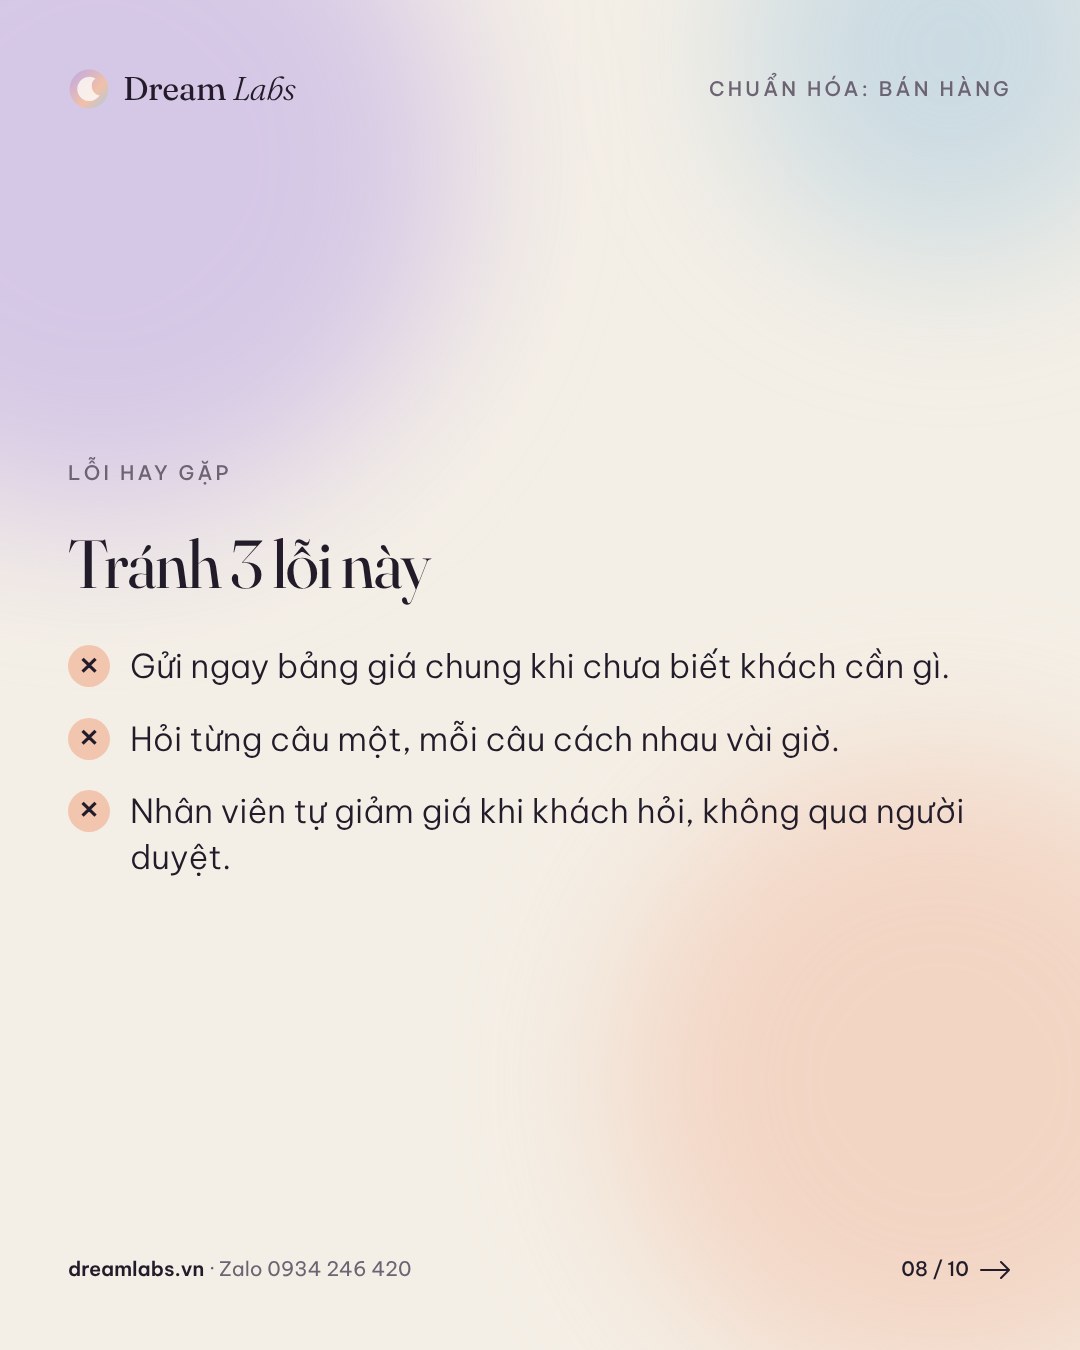 Dream Labs
CHUẨN HÓA: BÁN HÀNG
LỖI HAY GẶP
Tránh 3 lỗi này
Gửi ngay bảng giá chung khi chưa biết khách cần gì.
Hỏi từng câu một, mỗi câu cách nhau vài giờ.
Nhân viên tự giảm giá khi khách hỏi, không qua người
duyệt.
dreamlabs.vn · Zalo 0934 246 420
08 / 10 →